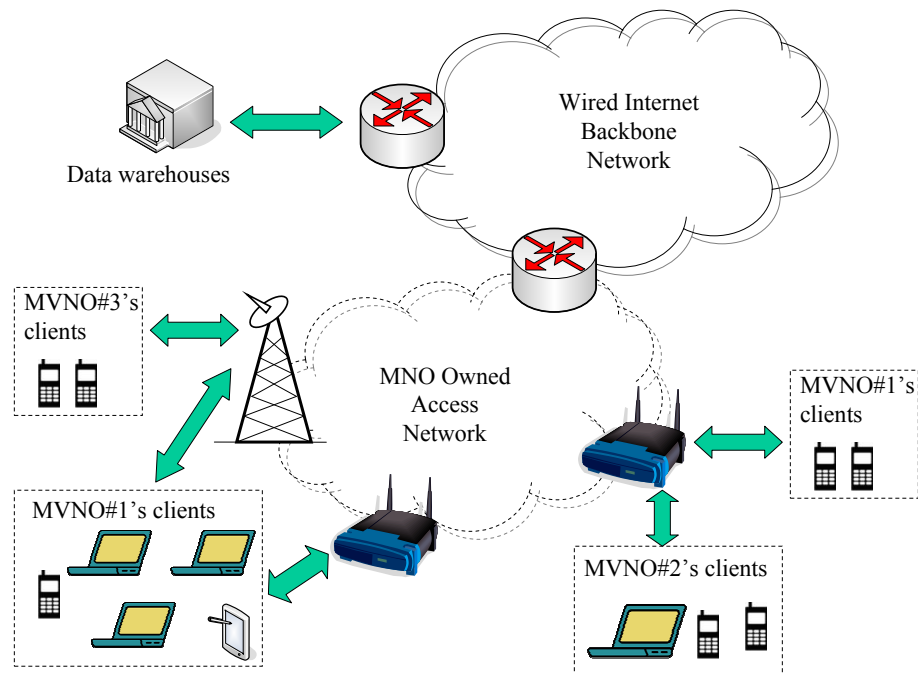 Wired Internet
Backbone
Network
Data warehouses
MVNO#3's
clients
MNO Owned
Access
Network
MVNO#1's
clients
MVNO#1's clients
MVNO#2's clients